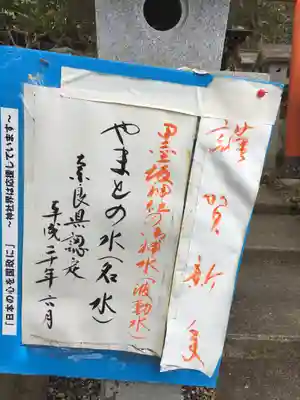 謹賀新年
墨坂神社の御神水(波動水)
やまとの水(名水)
奈良県認定
平成二十年六月
「日本の心を国政に」
～神社界は応援しています～